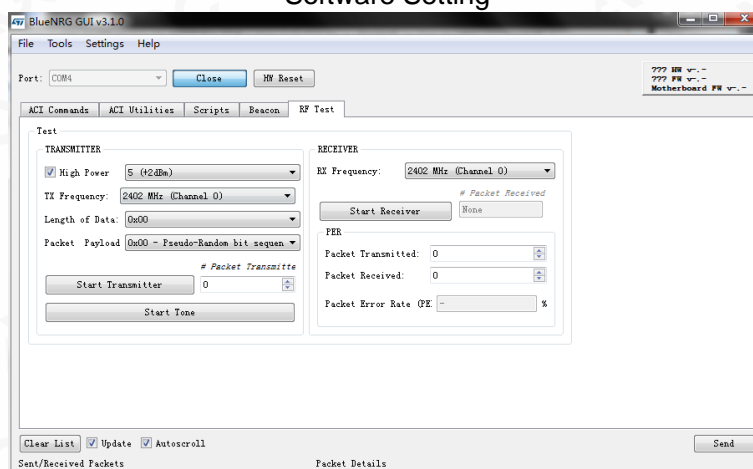 Software Setting
BlueNRG GUI v3.1.0
File Tools Settings Help
Port: COM4 Close HW Reset
??? HW v-.-
??? FW v-.-
Motherboard FW v-.-
ACI Commands ACI Utilities Scripts Beacon RF Test
Test
TRANSMITTER
High Power 5 (+2dBm)
TX Frequency: 2402 MHz (Channel 0)
Length of Data: 0x00
Packet Payload 0x00 - Pseudo-Random bit sequen
# Packet Transmitte
Start Transmitter 0
Start Tone
RECEIVER
RX Frequency: 2402 MHz (Channel 0)
# Packet Received
Start Receiver None
PER
Packet Transmitted: 0
Packet Received: 0
Packet Error Rate (PE - %
Clear List Update Autoscroll Send
Sent/Received Packets Packet Details